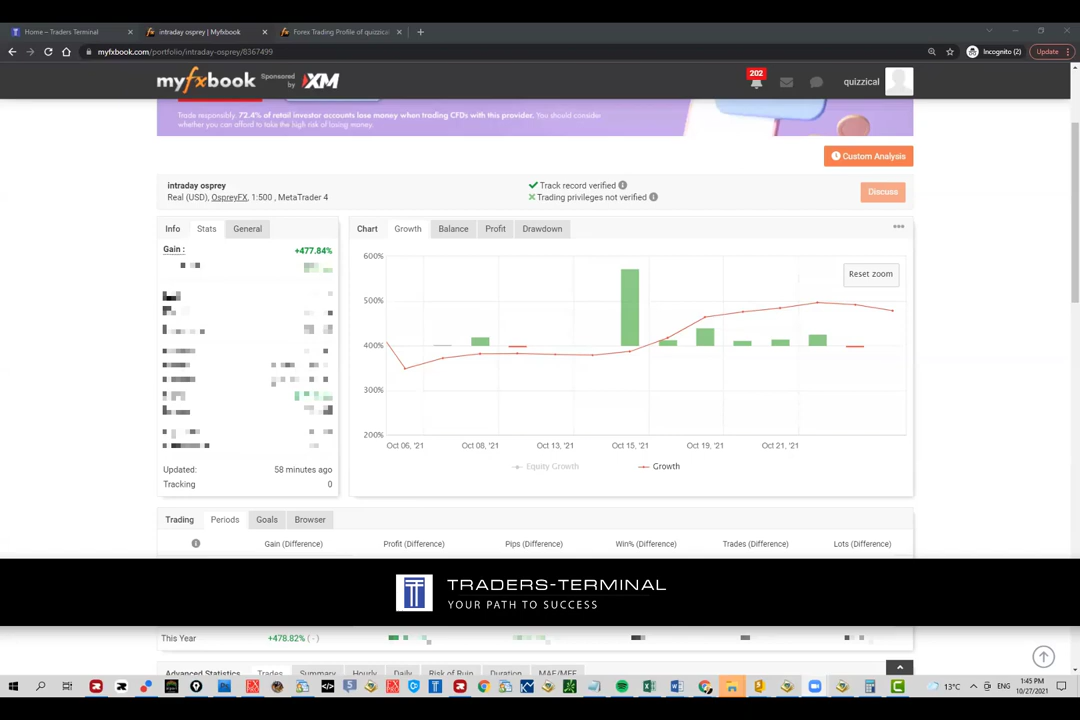 Home – Traders Terminal
intraday osprey | Myfxbook
Forex Trading Profile of quizzical
myfxbook.com/portfolio/intraday-osprey/8367499
Incognito (2)
Update
myfxbook Sponsored by XM
202
quizzical
Trade responsibly. 72.4% of retail investor accounts lose money when trading CFDs with this provider. You should consider
whether you can afford to take the high risk of losing money.
Custom Analysis
intraday osprey
Real (USD), OspreyFX, 1:500 , MetaTrader 4
Track record verified
Trading privileges not verified
Discuss
Info Stats General
Gain : +477.84%
Updated: 58 minutes ago
Tracking 0
Chart Growth Balance Profit Drawdown
Reset zoom
600%
500%
400%
300%
200%
Oct 06, '21 Oct 08, '21 Oct 13, '21 Oct 15, '21 Oct 19, '21 Oct 21, '21
Equity Growth Growth
Trading Periods Goals Browser
Gain (Difference) Profit (Difference) Pips (Difference) Win% (Difference) Trades (Difference) Lots (Difference)
TRADERS-TERMINAL
YOUR PATH TO SUCCESS
This Year +478.82% ( - )
Advanced Statistics Trades Summary Hourly Daily Risk of Ruin Duration MAE/MFE
13°C
ENG
1:45 PM
10/27/2021